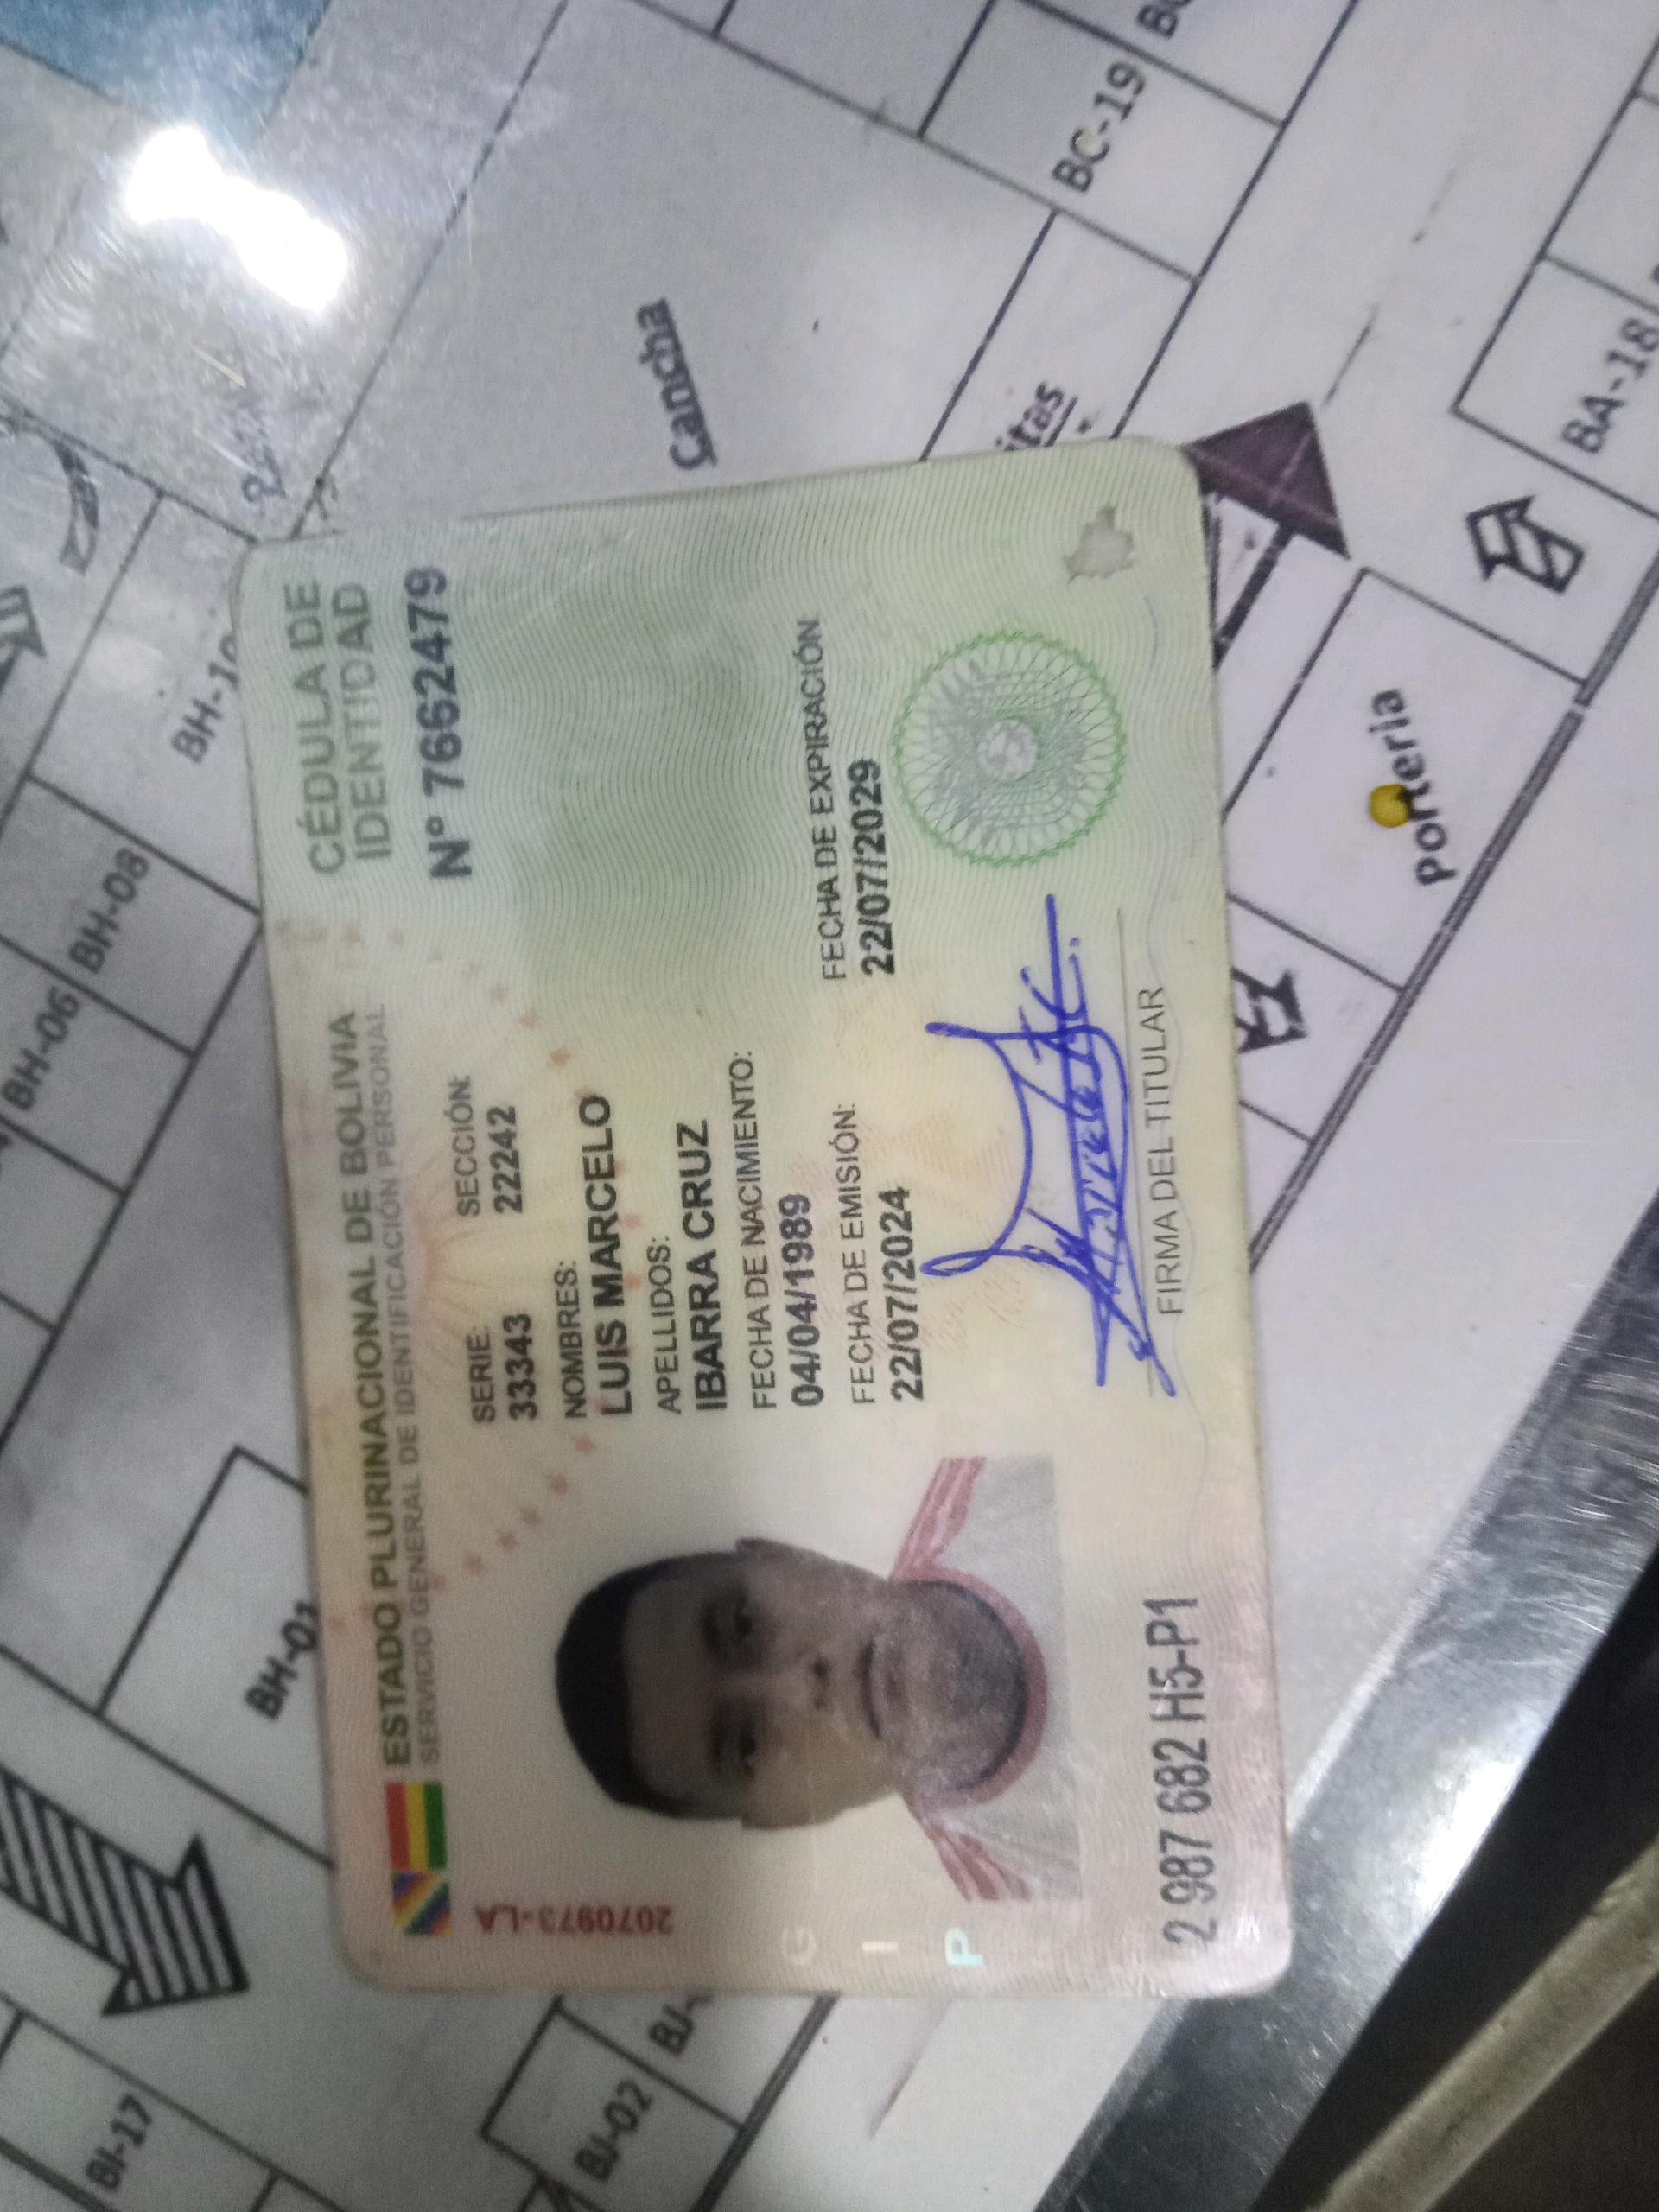 ESTADO PLURINACIONAL DE BOLIVIA
SERVICIO GENERAL DE IDENTIFICACIÓN PERSONAL
CÉDULA DE
IDENTIDAD
N° 7662479
SERIE:
33343
SECCIÓN:
22242
NOMBRES:
LUIS MARCELO
APELLIDOS:
IBARRA CRUZ
FECHA DE NACIMIENTO:
04/04/1989
FECHA DE EMISIÓN:
22/07/2024
FECHA DE EXPIRACIÓN
22/07/2029
FIRMA DEL TITULAR
2070973-LA
G
I
P
2 987 682 H5-P1
Cancha
BC-19
BA-18
porteria
BH-08
BH-06
BH-01
BI-17
BJ-02